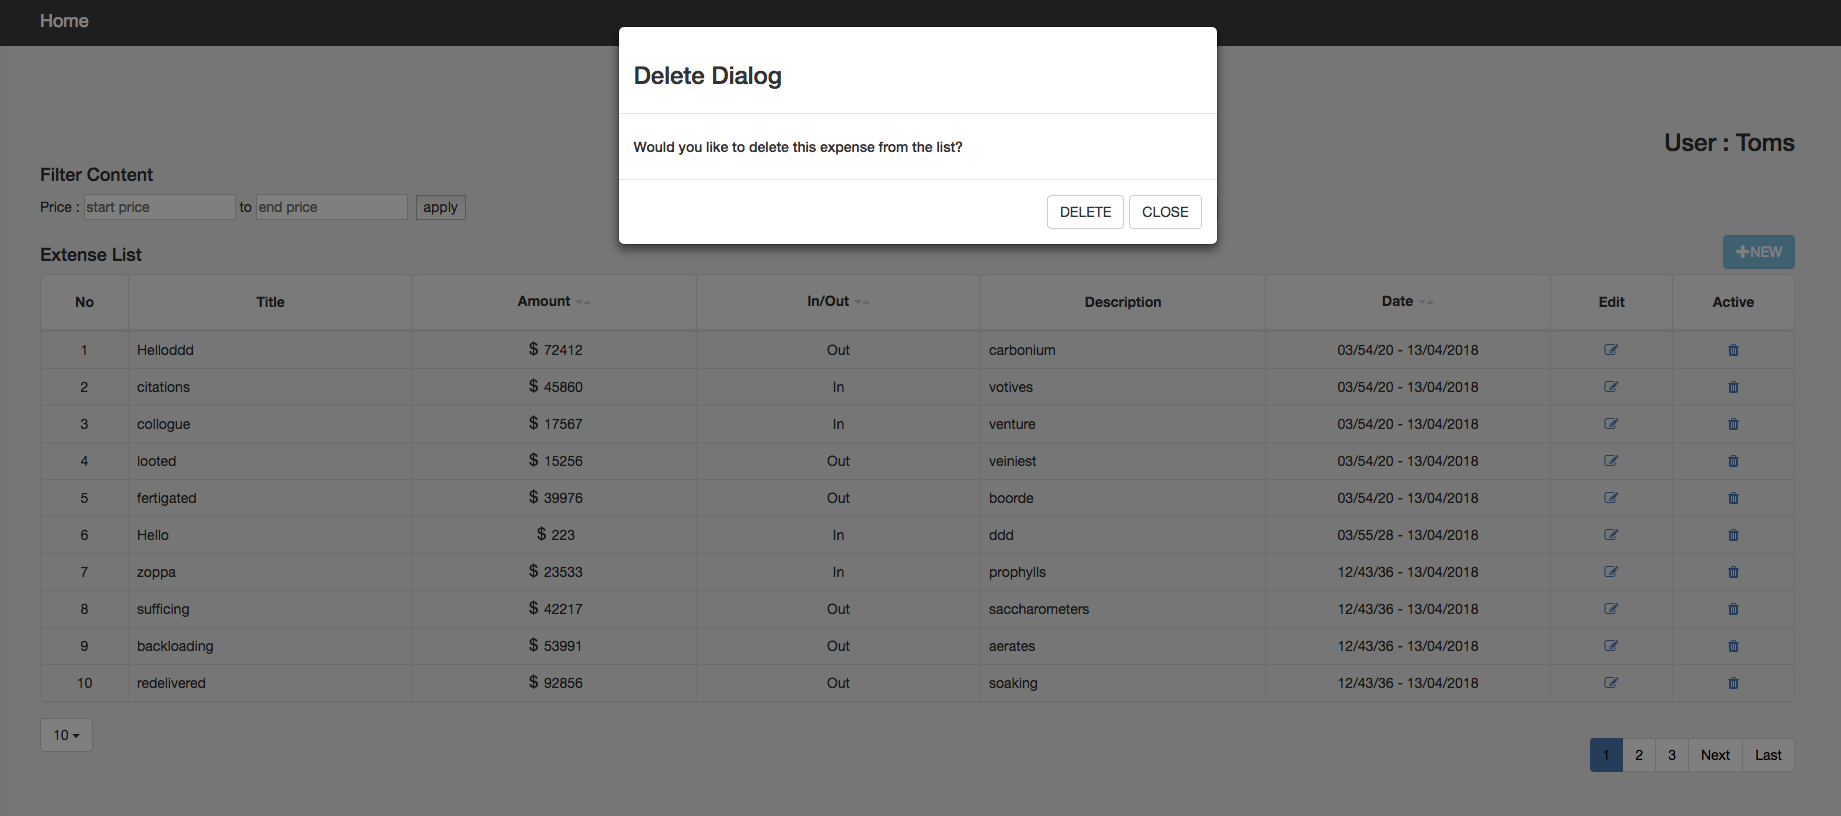 Home
Delete Dialog
Would you like to delete this expense from the list?
DELETE CLOSE
User : Toms
Filter Content
Price : start price to end price apply
Extense List
NEW
No Title Amount In/Out Description Date Edit Active
1 Helloddd $ 72412 Out carbonium 03/54/20 - 13/04/2018
2 citations $ 45860 In votives 03/54/20 - 13/04/2018
3 collogue $ 17567 In venture 03/54/20 - 13/04/2018
4 looted $ 15256 Out veiniest 03/54/20 - 13/04/2018
5 fertigated $ 39976 Out boorde 03/54/20 - 13/04/2018
6 Hello $ 223 In ddd 03/55/28 - 13/04/2018
7 zoppa $ 23533 In prophylls 12/43/36 - 13/04/2018
8 sufficing $ 42217 Out saccharometers 12/43/36 - 13/04/2018
9 backloading $ 53991 Out aerates 12/43/36 - 13/04/2018
10 redelivered $ 92856 Out soaking 12/43/36 - 13/04/2018
10
1 2 3 Next Last